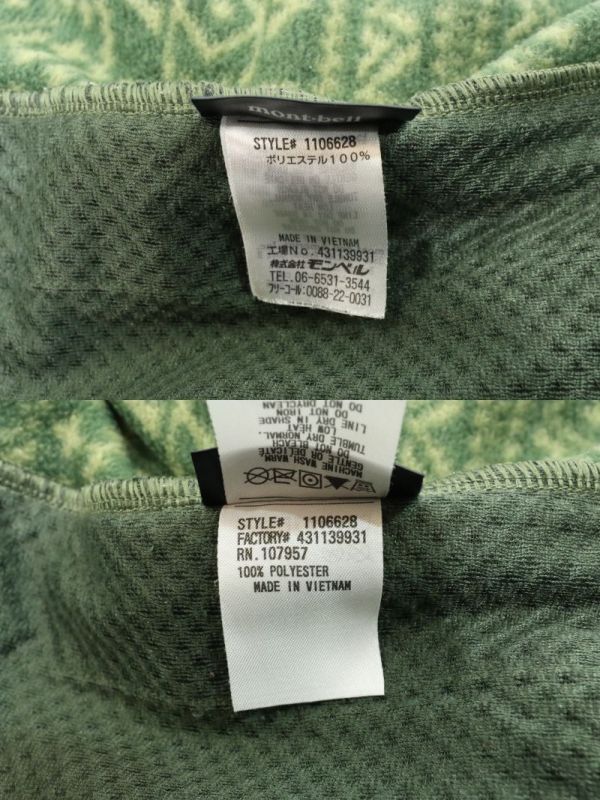 mont·bell
STYLE# 1106628
ポリエステル100%
MADE IN VIETNAM
工場No. 431139931
株式会社 モンベル
TEL.06-6531-3544
フリーコール:0088-22-0031
DO NOT DRYCLEAN
DO NOT IRON
LINE DRY IN SHADE
LOW HEAT
TUMBLE DRY NORMAL,
DO NOT BLEACH
GENTLE OR DELICATE
MACHINE WASH WARM
STYLE# 1106628
FACTORY# 431139931
RN.107957
100% POLYESTER
MADE IN VIETNAM